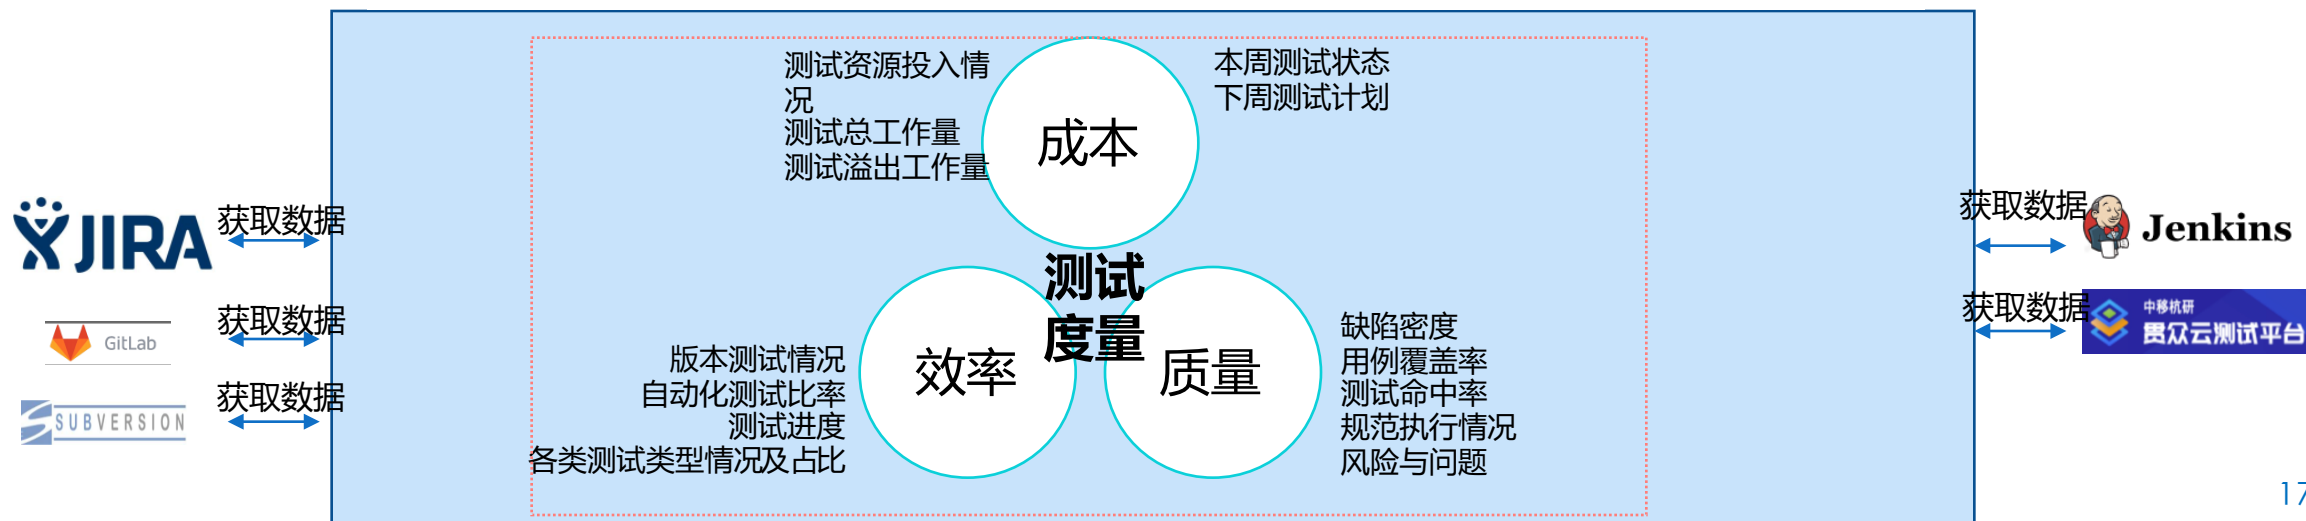 测试资源投入情
况
测试总工作量
测试溢出工作量
本周测试状态
下周测试计划
成本
JIRA
获取数据
GitLab
获取数据
SUBVERSION
获取数据
测试
度量
效率
质量
版本测试情况
自动化测试比率
测试进度
各类测试类型情况及占比
缺陷密度
用例覆盖率
测试命中率
规范执行情况
风险与问题
获取数据
Jenkins
获取数据
中移杭研
贯众云测试平台
17